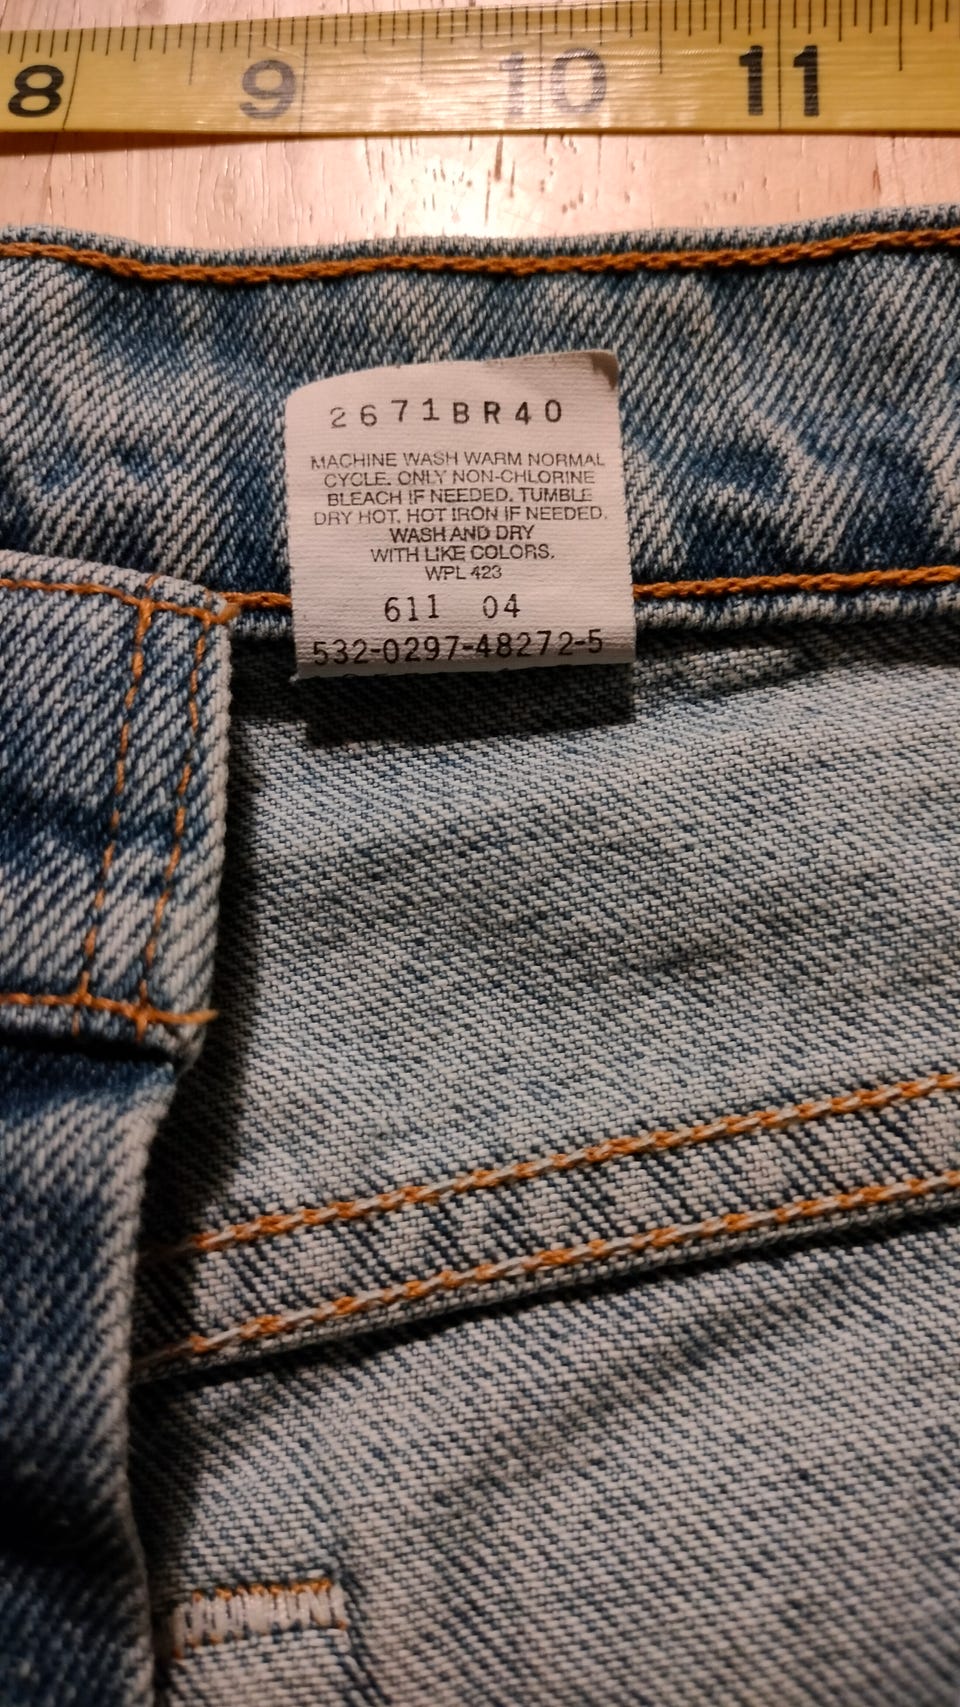 8 9 10 11
2671BR40
MACHINE WASH WARM NORMAL
CYCLE. ONLY NON-CHLORINE
BLEACH IF NEEDED. TUMBLE
DRY HOT. HOT IRON IF NEEDED.
WASH AND DRY
WITH LIKE COLORS.
WPL 423
611 04
532-0297-48272-5